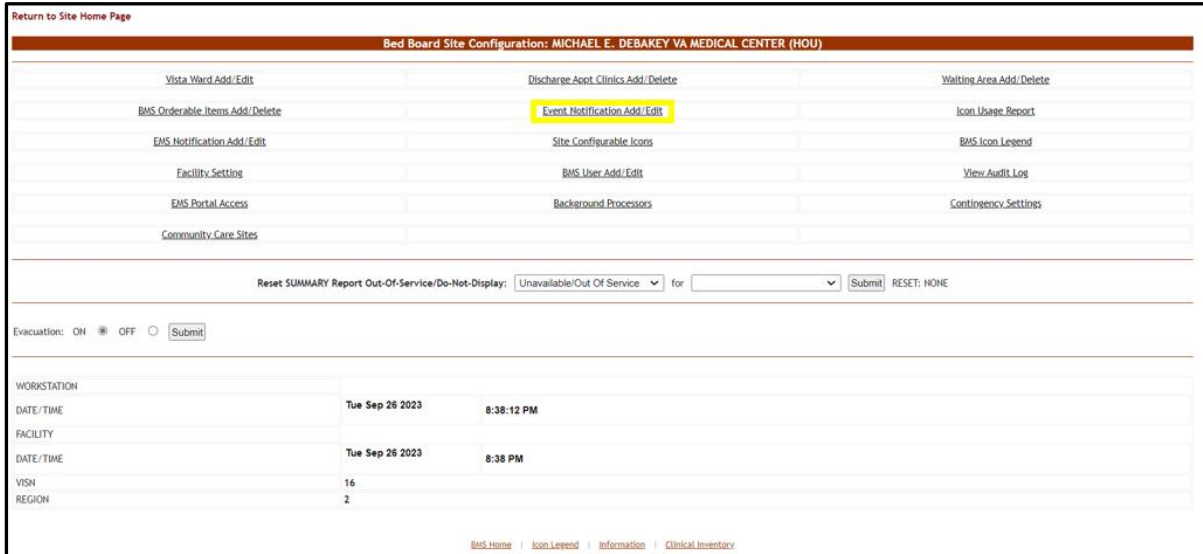 Return to Site Home Page
Bed Board Site Configuration: MICHAEL E. DEBAKEY VA MEDICAL CENTER (HOU)
Vista Ward Add/Edit Discharge Appt Clinics Add/Delete Waiting Area Add/Delete
BMS Orderable Items Add/Delete Event Notification Add/Edit Icon Usage Report
EMS Notification Add/Edit Site Configurable Icons BMS Icon Legend
Facility Setting BMS User Add/Edit View Audit Log
EMS Portal Access Background Processors Contingency Settings
Community Care Sites
Reset SUMMARY Report Out-Of-Service/Do-Not-Display: Unavailable/Out Of Service for Submit RESET: NONE
Evacuation: ON OFF Submit
WORKSTATION
DATE/TIME Tue Sep 26 2023 8:38:12 PM
FACILITY
DATE/TIME Tue Sep 26 2023 8:38 PM
VISN 16
REGION 2
BMS Home | Icon Legend | Information | Clinical Inventory